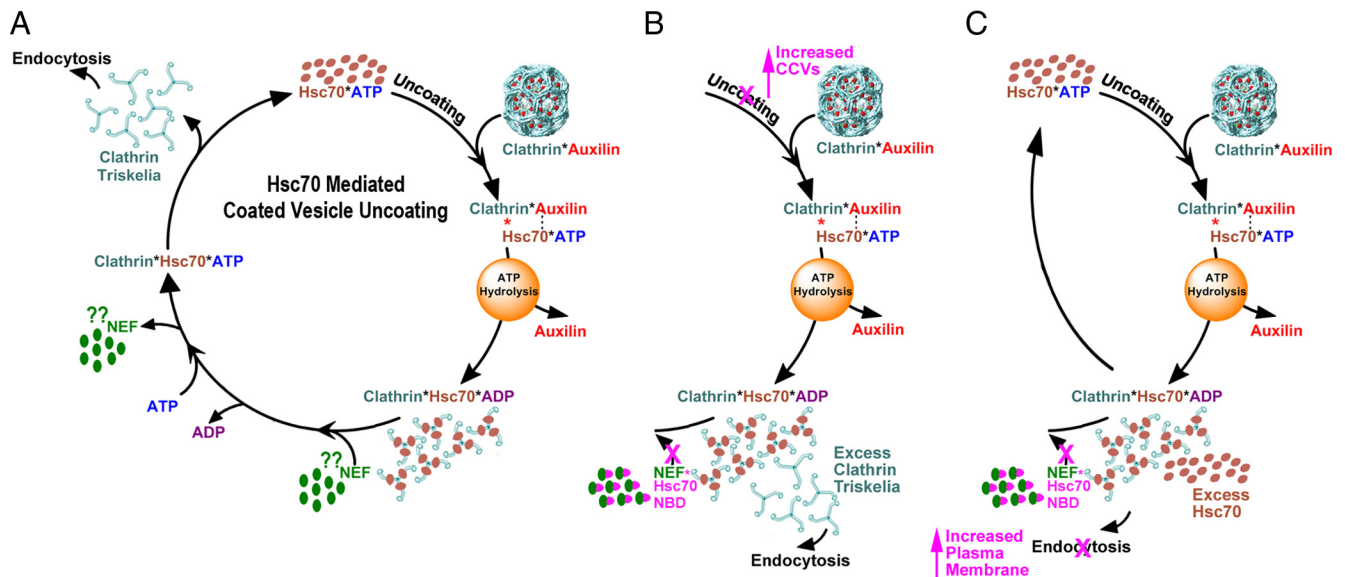 A
Endocytosis
Clathrin
Triskelia
Hsc70*ATP
Uncoating
Clathrin*Auxilin
Hsc70 Mediated
Coated Vesicle Uncoating
Clathrin*Auxilin
*
Hsc70*ATP
ATP
Hydrolysis
Auxilin
Clathrin*Hsc70*ADP
??
NEF
ADP
ATP
??
NEF
Clathrin*Hsc70*ATP
B
Increased
CCVs
Uncoating
X
Clathrin*Auxilin
Clathrin*Auxilin
*
Hsc70*ATP
ATP
Hydrolysis
Auxilin
Clathrin*Hsc70*ADP
X
NEF*
Hsc70
NBD
Excess
Clathrin
Triskelia
Endocytosis
C
Hsc70*ATP
Uncoating
Clathrin*Auxilin
Clathrin*Auxilin
*
Hsc70*ATP
ATP
Hydrolysis
Auxilin
Clathrin*Hsc70*ADP
X
NEF*
Hsc70
NBD
Excess
Hsc70
Endocytosis
X
Increased
Plasma
Membrane